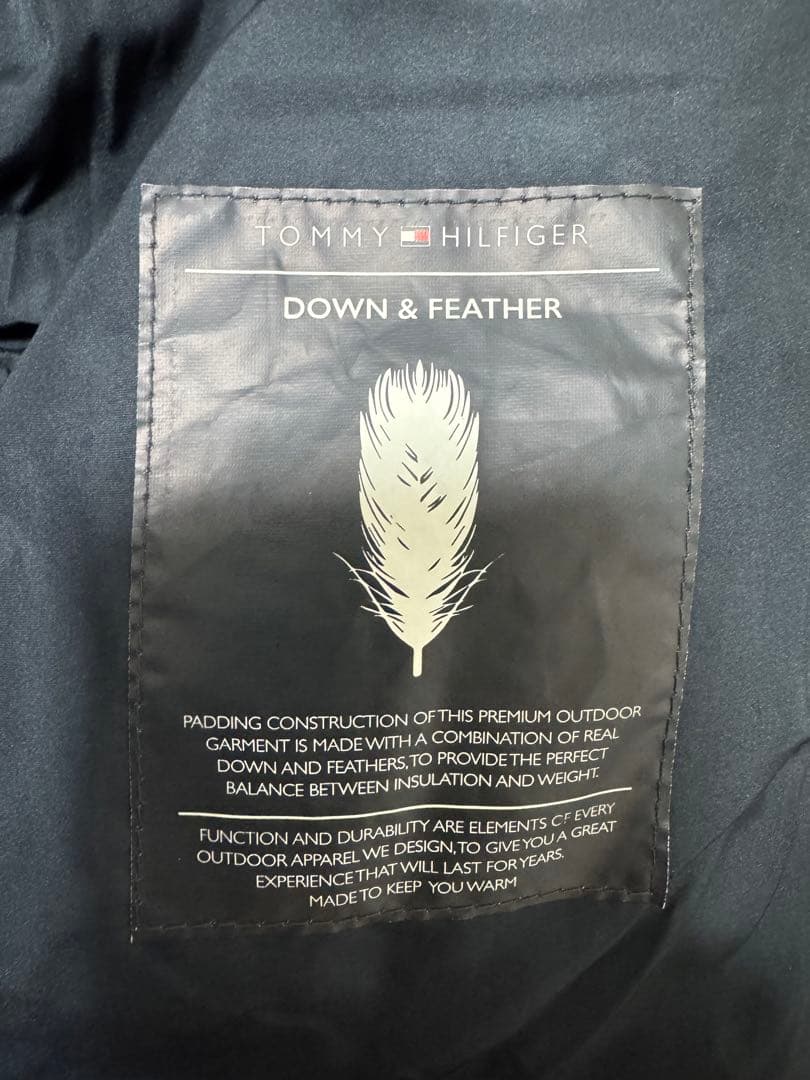 TOMMY HILFIGER
DOWN & FEATHER
PADDING CONSTRUCTION OF THIS PREMIUM OUTDOOR
GARMENT IS MADE WITH A COMBINATION OF REAL
DOWN AND FEATHERS, TO PROVIDE THE PERFECT
BALANCE BETWEEN INSULATION AND WEIGHT.
FUNCTION AND DURABILITY ARE ELEMENTS OF EVERY
OUTDOOR APPAREL WE DESIGN, TO GIVE YOU A GREAT
EXPERIENCE THAT WILL LAST FOR YEARS.
MADE TO KEEP YOU WARM